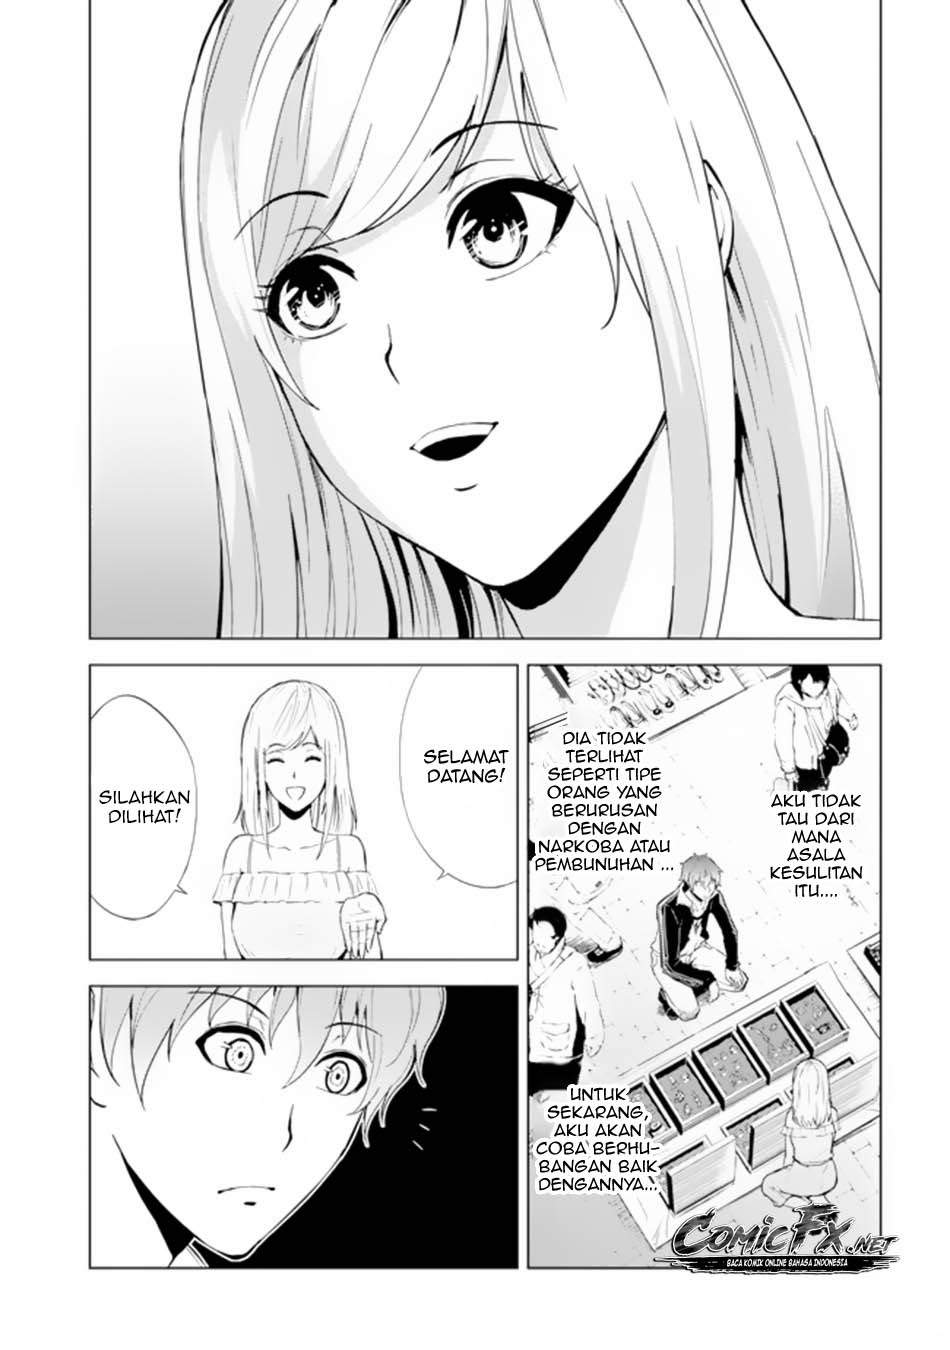 SELAMAT
DATANG!
SILAHKAN
DILIHAT!
AKU TIDAK
TAU DARI
MANA
ASALA
KESULITAN
ITU....
DIA TIDAK
TERLIHAT
SEPERTI TIPE
ORANG YANG
BERURUSAN
DENGAN
NARKOBA ATAU
PEMBUNUHAN ...
UNTUK
SEKARANG,
AKU AKAN
COBA BERHU-
BANGAN BAIK
DENGANNYA...
COMICFX.NET
BACA KOMIK ONLINE BAHASA INDONESIA